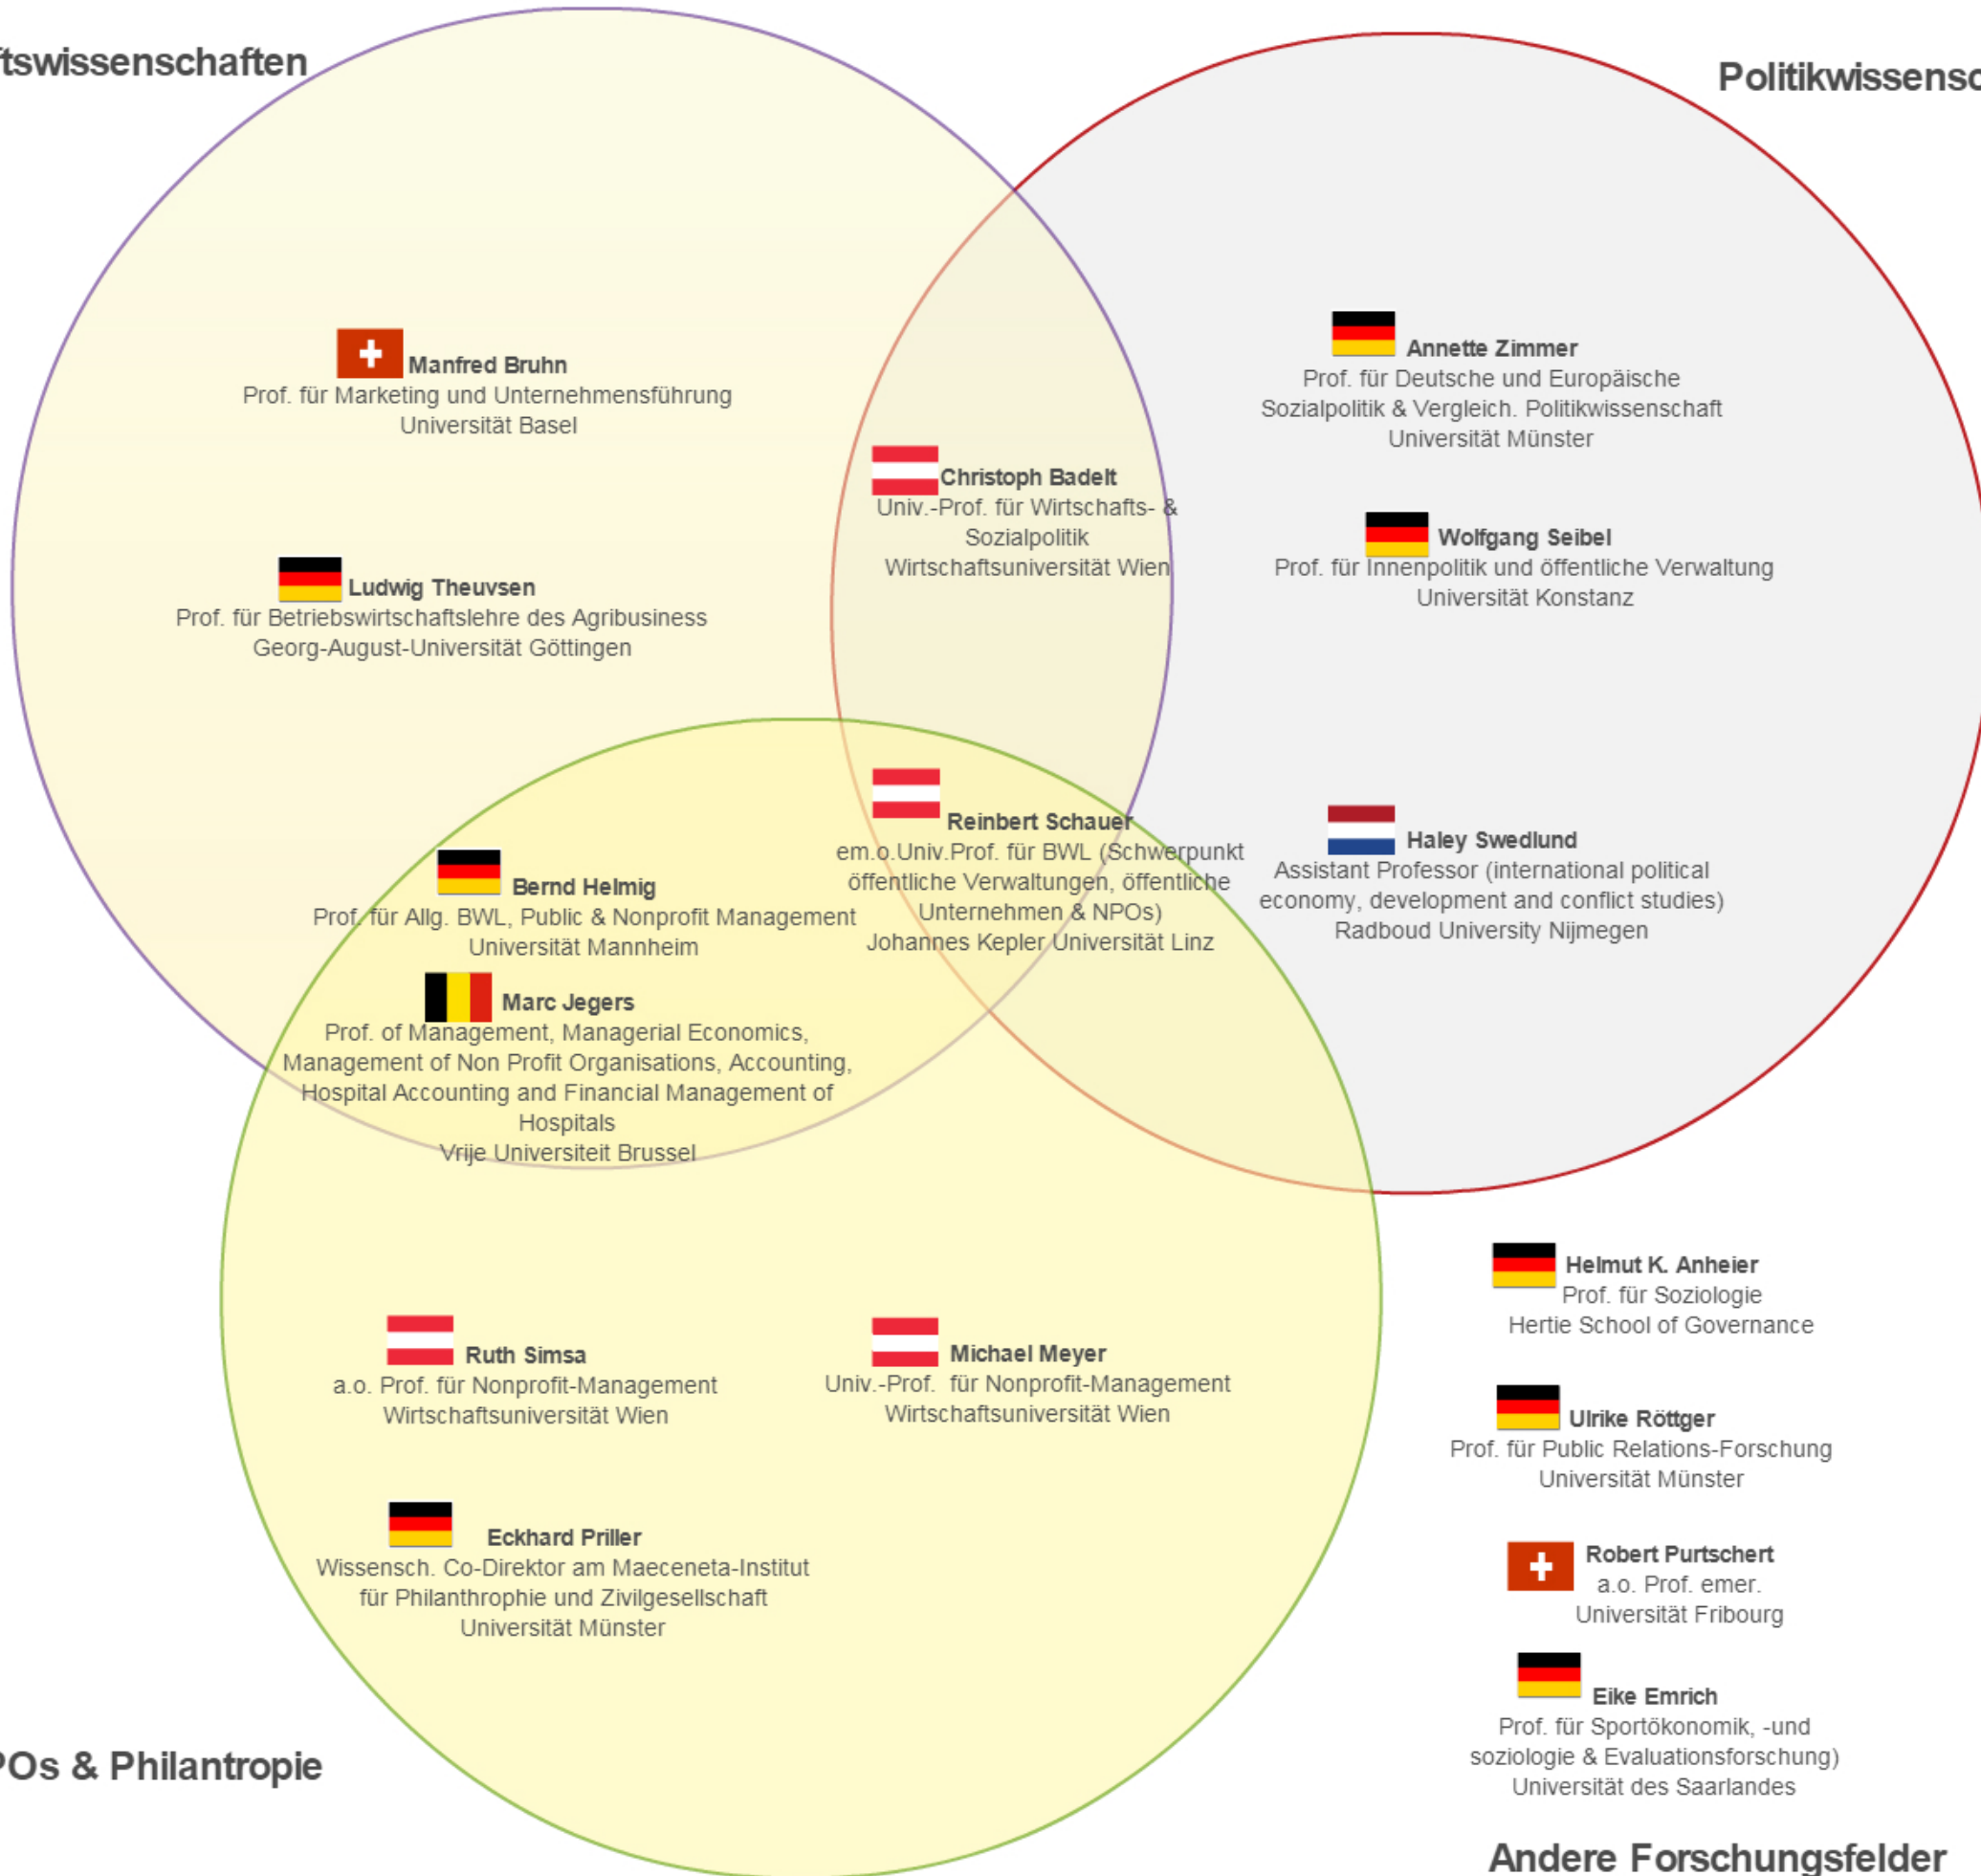 ftswissenschaften
Politikwissensc
Manfred Bruhn
Prof. für Marketing und Unternehmensführung
Universität Basel
Ludwig Theuvsen
Prof. für Betriebswirtschaftslehre des Agribusiness
Georg-August-Universität Göttingen
Christoph Badelt
Univ.-Prof. für Wirtschafts- &
Sozialpolitik
Wirtschaftsuniversität Wien
Annette Zimmer
Prof. für Deutsche und Europäische
Sozialpolitik & Vergleich. Politikwissenschaft
Universität Münster
Wolfgang Seibel
Prof. für Innenpolitik und öffentliche Verwaltung
Universität Konstanz
Haley Swedlund
Assistant Professor (international political
economy, development and conflict studies)
Radboud University Nijmegen
Reinbert Schauer
em.o.Univ.Prof. für BWL (Schwerpunkt
öffentliche Verwaltungen, öffentliche
Unternehmen & NPOs)
Johannes Kepler Universität Linz
Bernd Helmig
Prof. für Allg. BWL, Public & Nonprofit Management
Universität Mannheim
Marc Jegers
Prof. of Management, Managerial Economics,
Management of Non Profit Organisations, Accounting,
Hospital Accounting and Financial Management of
Hospitals
Vrije Universiteit Brussel
Ruth Simsa
a.o. Prof. für Nonprofit-Management
Wirtschaftsuniversität Wien
Michael Meyer
Univ.-Prof.  für Nonprofit-Management
Wirtschaftsuniversität Wien
Eckhard Priller
Wissensch. Co-Direktor am Maeceneta-Institut
für Philanthrophie und Zivilgesellschaft
Universität Münster
Helmut K. Anheier
Prof. für Soziologie
Hertie School of Governance
Ulrike Röttger
Prof. für Public Relations-Forschung
Universität Münster
Robert Purtschert
a.o. Prof. emer.
Universität Fribourg
Eike Emrich
Prof. für Sportökonomik, -und
soziologie & Evaluationsforschung)
Universität des Saarlandes
POs & Philantropie
Andere Forschungsfelder